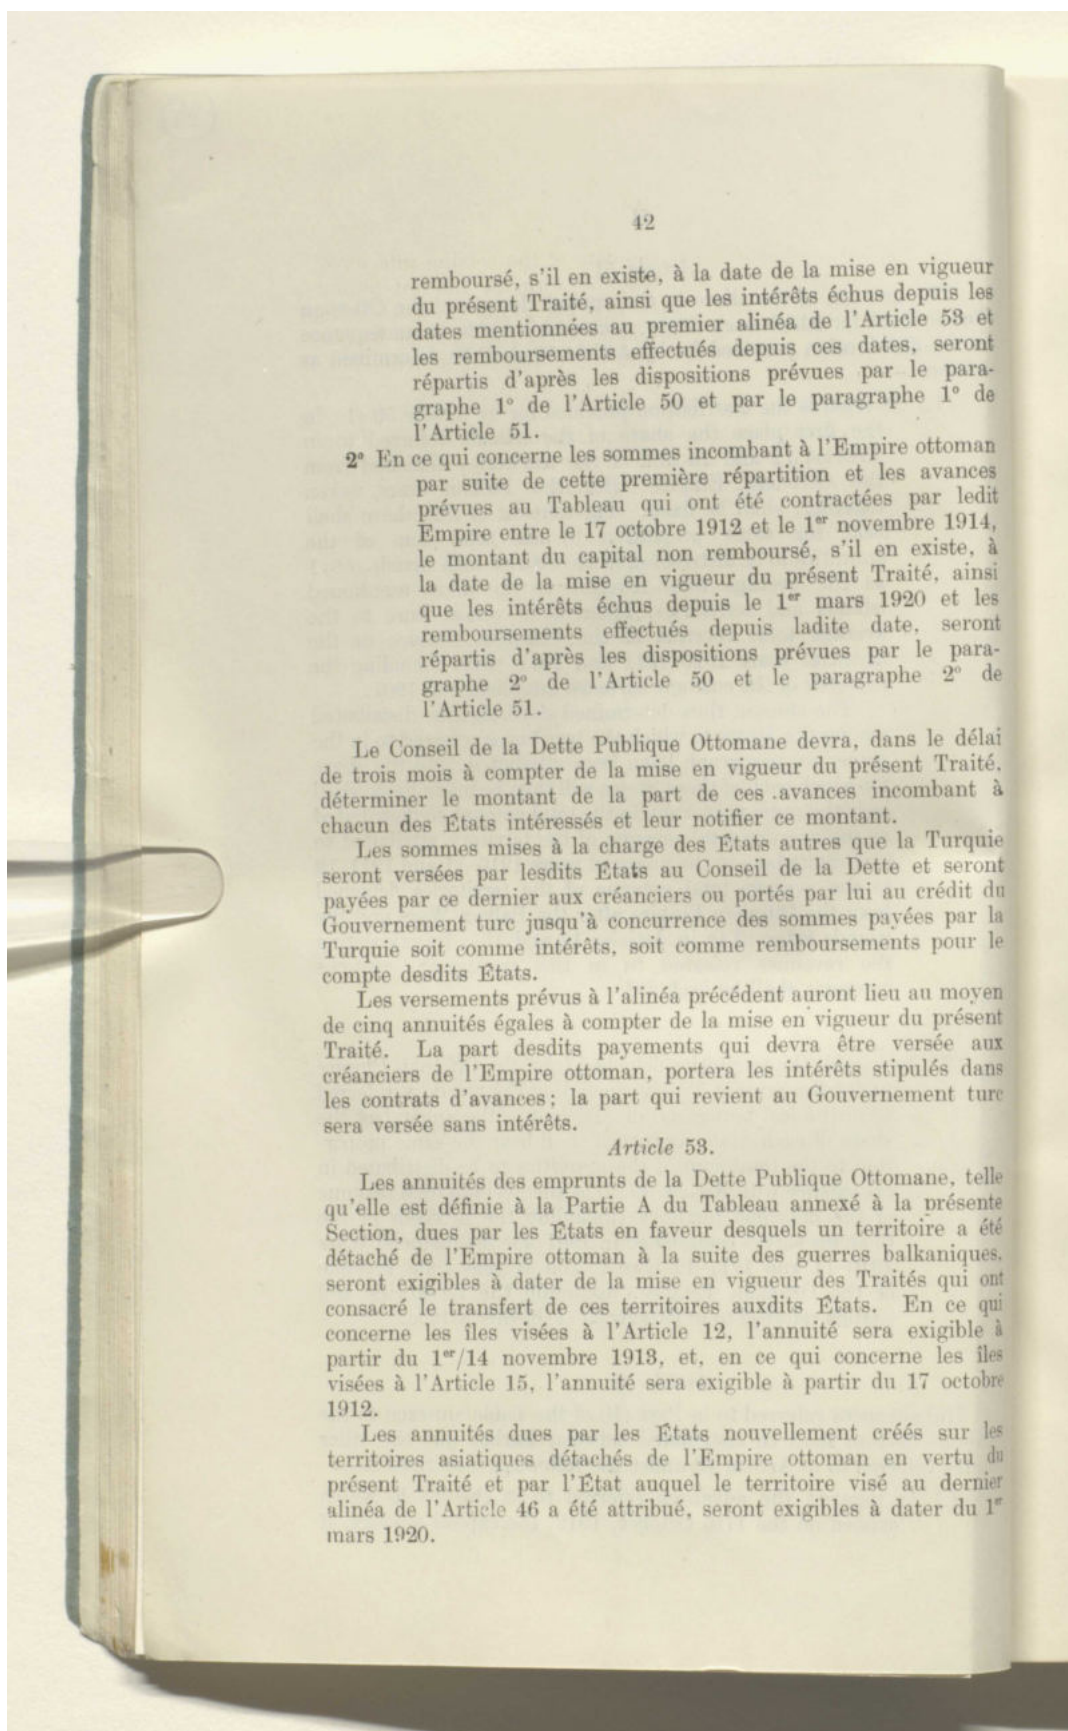 42
remboursé, s'il en existe, à la date de la mise en vigueur
du présent Traité, ainsi que les intérêts échus depuis les
dates mentionnées au premier alinéa de l'Article 53 et
les remboursements effectués depuis ces dates, seront
répartis d'après les dispositions prévues par le para-
graphe 1° de l'Article 50 et par le paragraphe 1° de
l'Article 51.
2° En ce qui concerne les sommes incombant à l'Empire ottoman
par suite de cette première répartition et les avances
prévues au Tableau qui ont été contractées par ledit
Empire entre le 17 octobre 1912 et le 1er novembre 1914,
le montant du capital non remboursé, s'il en existe, à
la date de la mise en vigueur du présent Traité, ainsi
que les intérêts échus depuis le 1er mars 1920 et les
remboursements effectués depuis ladite date, seront
répartis d'après les dispositions prévues par le para-
graphe 2° de l'Article 50 et le paragraphe 2° de
l'Article 51.
Le Conseil de la Dette Publique Ottomane devra, dans le délai
de trois mois à compter de la mise en vigueur du présent Traité,
déterminer le montant de la part de ces avances incombant à
chacun des États intéressés et leur notifier ce montant.
Les sommes mises à la charge des États autres que la Turquie
seront versées par lesdits États au Conseil de la Dette et seront
payées par ce dernier aux créanciers ou portés par lui au crédit du
Gouvernement turc jusqu'à concurrence des sommes payées par la
Turquie soit comme intérêts, soit comme remboursements pour le
compte desdits États.
Les versements prévus à l'alinéa précédent auront lieu au moyen
de cinq annuités égales à compter de la mise en vigueur du présent
Traité. La part desdits payements qui devra être versée aux
créanciers de l'Empire ottoman, portera les intérêts stipulés dans
les contrats d'avances; la part qui revient au Gouvernement turc
sera versée sans intérêts.
Article 53.
Les annuités des emprunts de la Dette Publique Ottomane, telle
qu'elle est définie à la Partie A du Tableau annexé à la présente
Section, dues par les États en faveur desquels un territoire a été
détaché de l'Empire ottoman à la suite des guerres balkaniques,
seront exigibles à dater de la mise en vigueur des Traités qui ont
consacré le transfert de ces territoires auxdits États. En ce qui
concerne les îles visées à l'Article 12, l'annuité sera exigible à
partir du 1er/14 novembre 1913, et, en ce qui concerne les îles
visées à l'Article 15, l'annuité sera exigible à partir du 17 octobre
1912.
Les annuités dues par les États nouvellement créés sur les
territoires asiatiques détachés de l'Empire ottoman en vertu du
présent Traité et par l'État auquel le territoire visé au dernier
alinéa de l'Article 46 a été attribué, seront exigibles à dater du 1er
mars 1920.